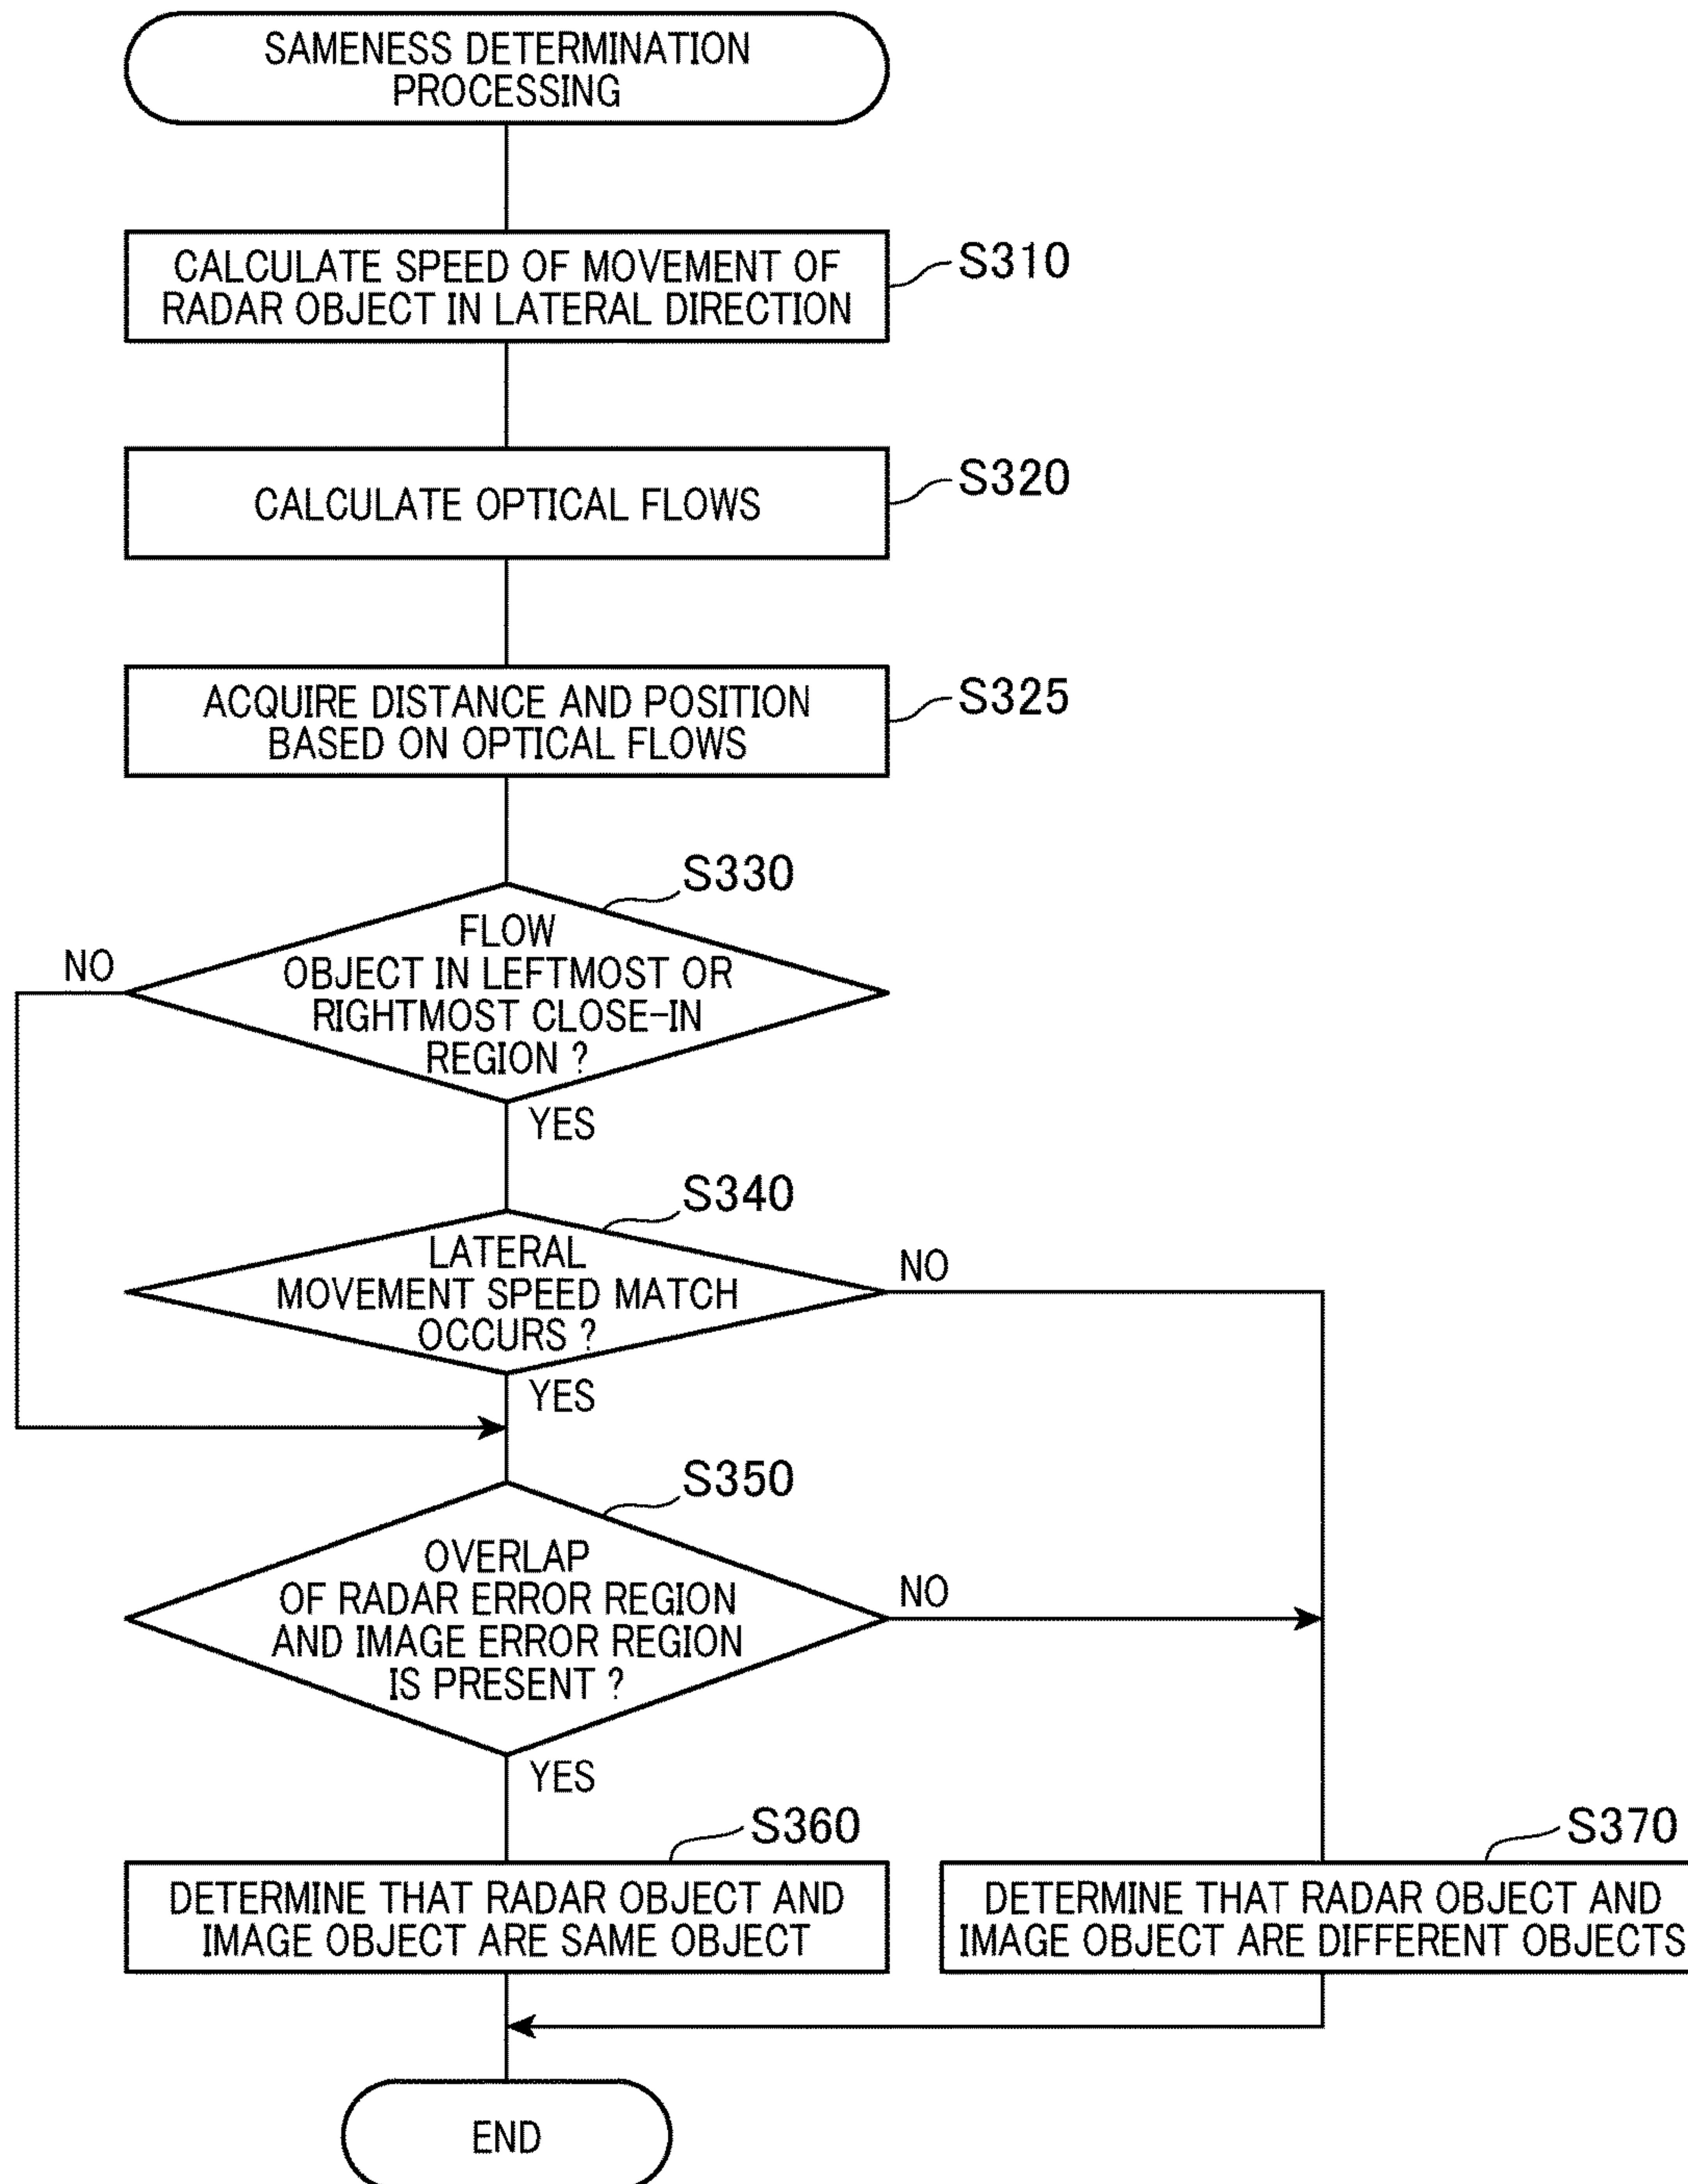 SAMENESS DETERMINATION
PROCESSING
CALCULATE SPEED OF MOVEMENT OF
RADAR OBJECT IN LATERAL DIRECTION
S310
CALCULATE OPTICAL FLOWS
S320
ACQUIRE DISTANCE AND POSITION
BASED ON OPTICAL FLOWS
S325
S330
FLOW
OBJECT IN LEFTMOST OR
RIGHTMOST CLOSE-IN
REGION ?
NO
YES
S340
LATERAL
MOVEMENT SPEED MATCH
OCCURS ?
NO
YES
S350
OVERLAP
OF RADAR ERROR REGION
AND IMAGE ERROR REGION
IS PRESENT ?
NO
YES
S360
DETERMINE THAT RADAR OBJECT AND
IMAGE OBJECT ARE SAME OBJECT
S370
DETERMINE THAT RADAR OBJECT AND
IMAGE OBJECT ARE DIFFERENT OBJECTS
END